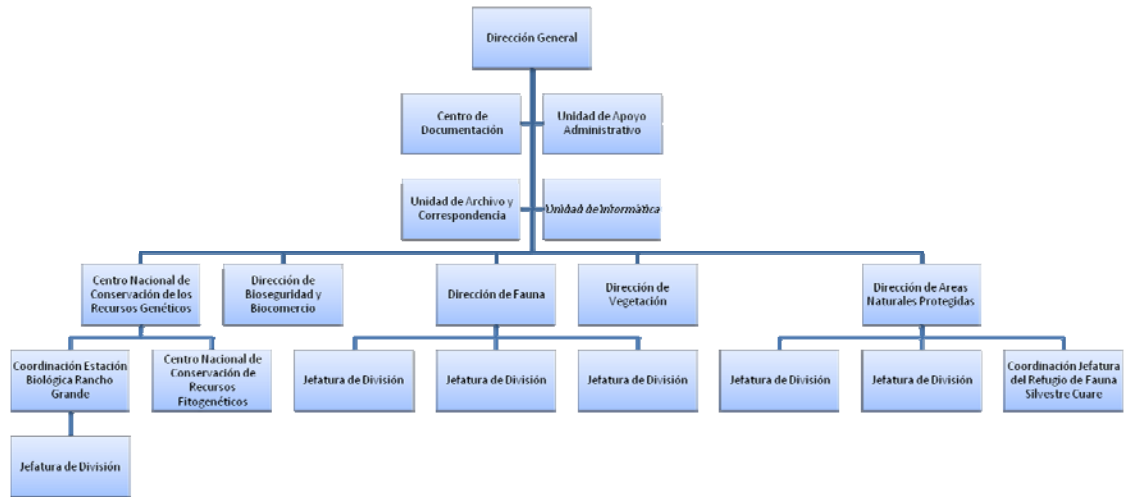 Dirección General
Centro de
Documentación
Unidad de Apoyo
Administrativo
Unidad de Archivo y
Correspondencia
Unidad de Informática
Centro Nacional de
Conservación de los
Recursos Genéticos
Dirección de
Bioseguridad y
Biocomercio
Dirección de Fauna
Dirección de
Vegetación
Dirección de Areas
Naturales Protegidas
Coordinación Estación
Biológica Rancho
Grande
Centro Nacional de
Conservación de
Recursos
Fitogenéticos
Jefatura de División
Jefatura de División
Jefatura de División
Jefatura de División
Jefatura de División
Coordinación Jefatura
del Refugio de Fauna
Silvestre Cuare
Jefatura de División